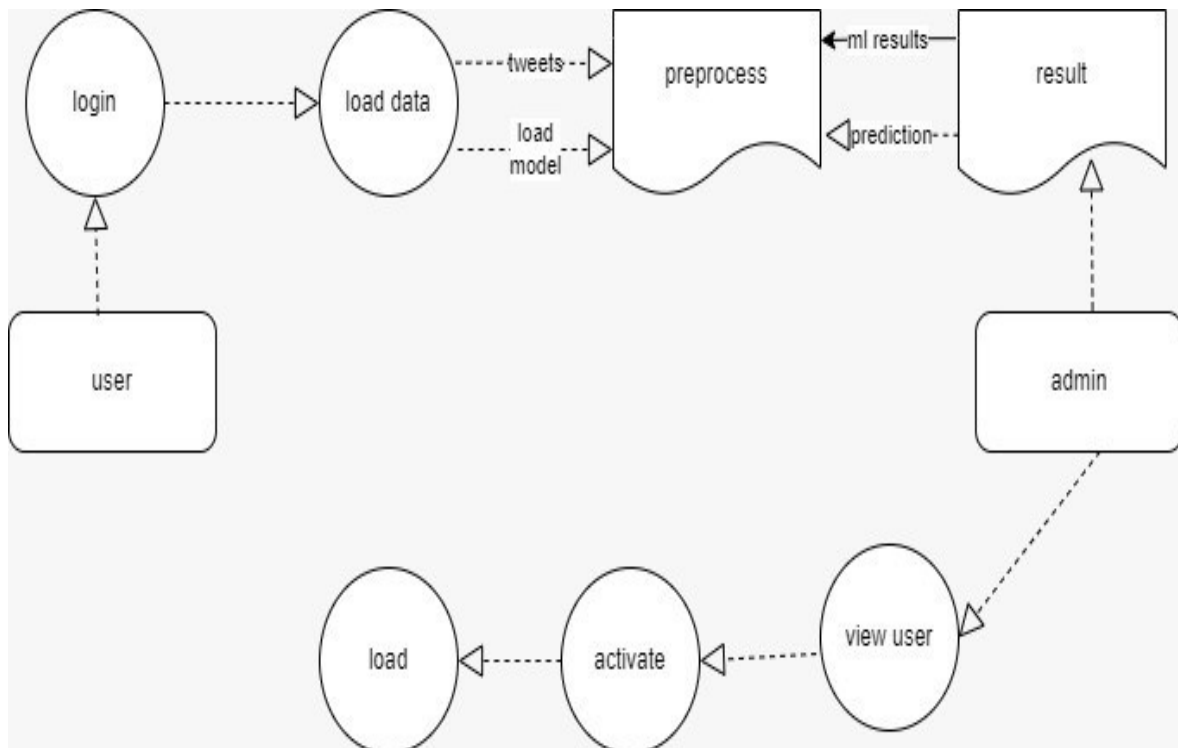 login
load data
tweets
load
model
preprocess
ml results
prediction
result
user
admin
load
activate
view user